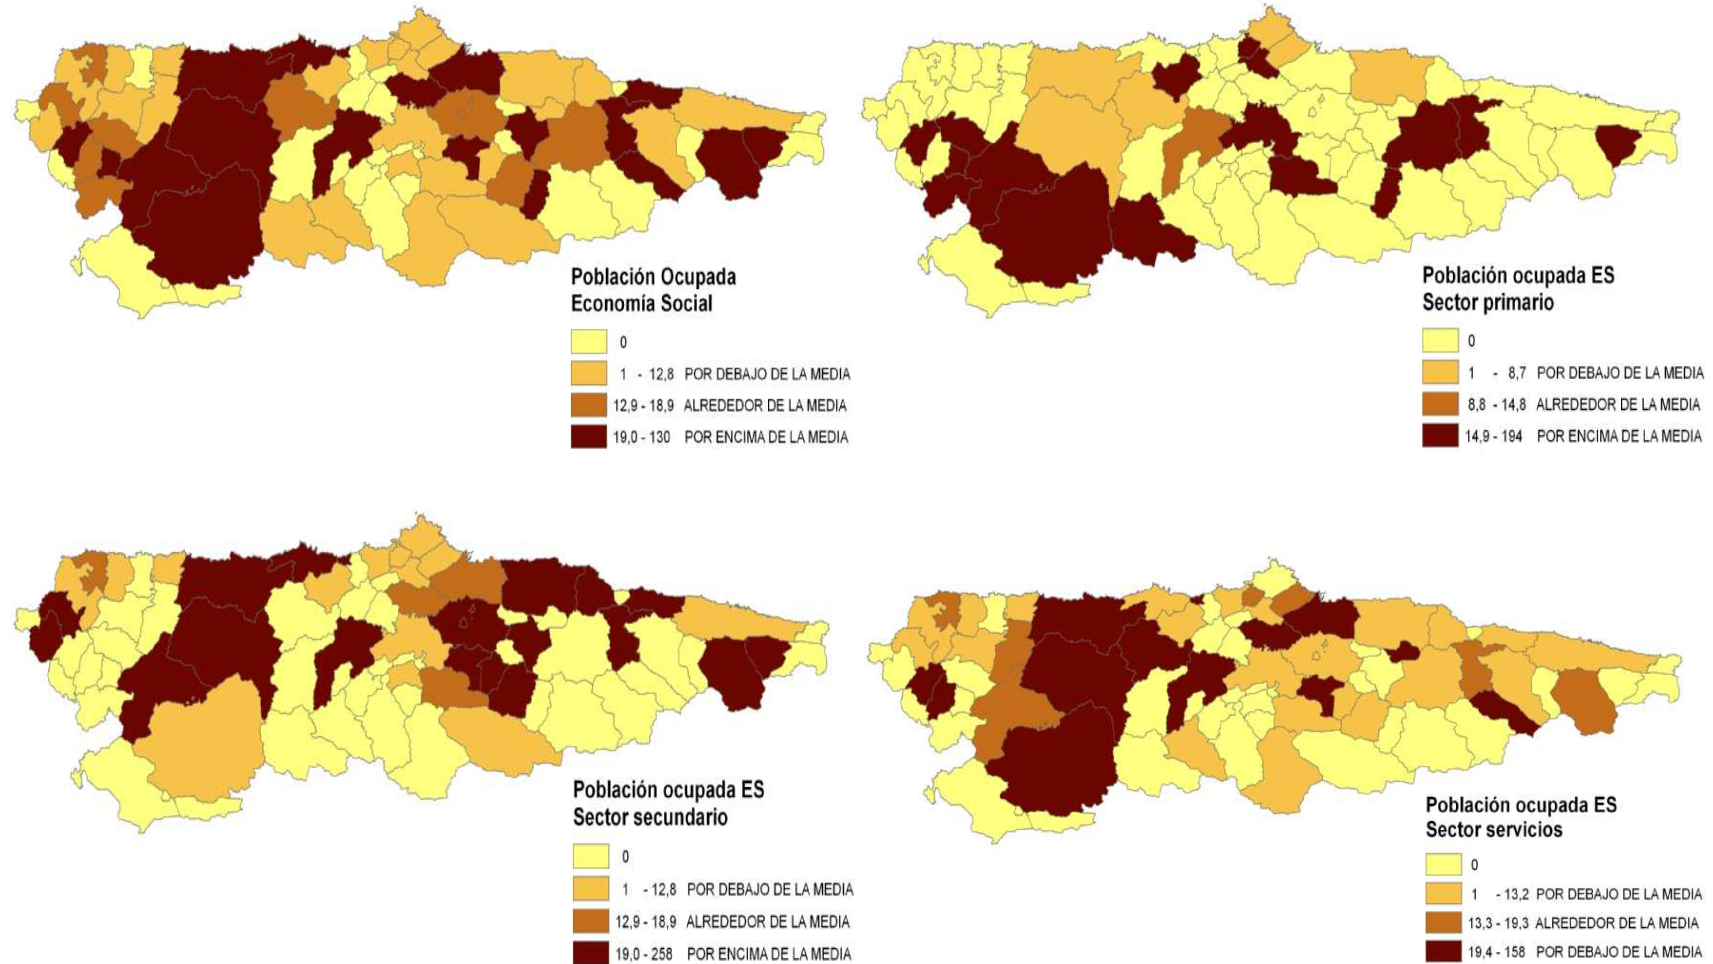 Población Ocupada
Economía Social
0
1 - 12,8 POR DEBAJO DE LA MEDIA
12,9 - 18,9 ALREDEDOR DE LA MEDIA
19,0 - 130 POR ENCIMA DE LA MEDIA
Población ocupada ES
Sector primario
0
1 - 8,7 POR DEBAJO DE LA MEDIA
8,8 - 14,8 ALREDEDOR DE LA MEDIA
14,9 - 194 POR ENCIMA DE LA MEDIA
Población ocupada ES
Sector secundario
0
1 - 12,8 POR DEBAJO DE LA MEDIA
12,9 - 18,9 ALREDEDOR DE LA MEDIA
19,0 - 258 POR ENCIMA DE LA MEDIA
Población ocupada ES
Sector servicios
0
1 - 13,2 POR DEBAJO DE LA MEDIA
13,3 - 19,3 ALREDEDOR DE LA MEDIA
19,4 - 158 POR DEBAJO DE LA MEDIA